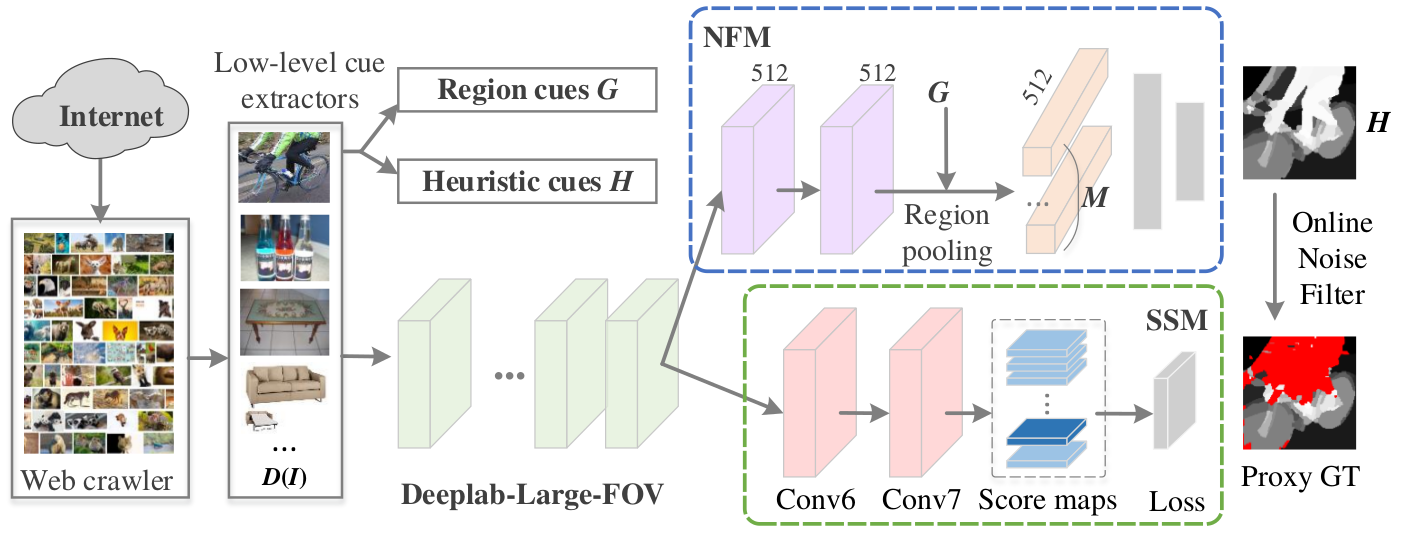 Internet
Web crawler
Low-level cue
extractors
...
D(I)
Region cues G
Heuristic cues H
...
Deeplab-Large-FOV
NFM
512
512
G
Region
pooling
512
...
M
SSM
Conv6
Conv7
Score maps
Loss
H
Online
Noise
Filter
Proxy GT